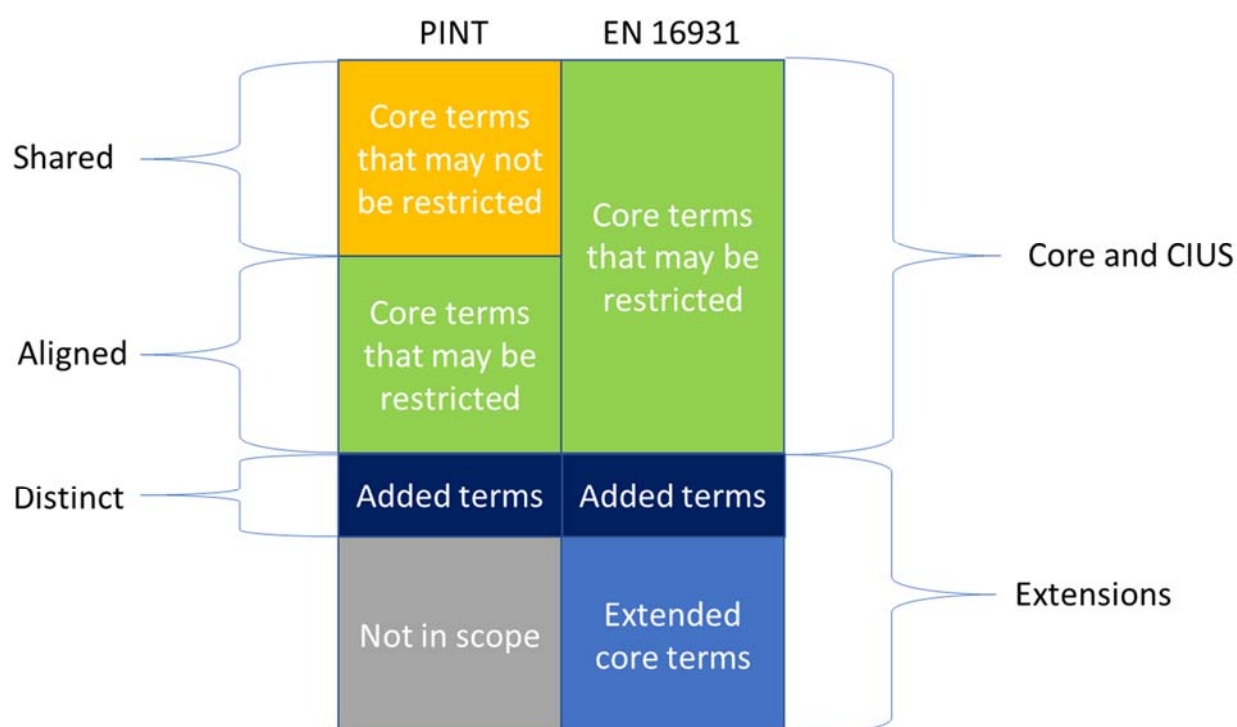 PINT EN 16931
Shared
Core terms
that may not
be restricted
Core terms
that may be
restricted
Core and CIUS
Aligned
Core terms
that may be
restricted
Distinct
Added terms
Added terms
Not in scope
Extended
core terms
Extensions